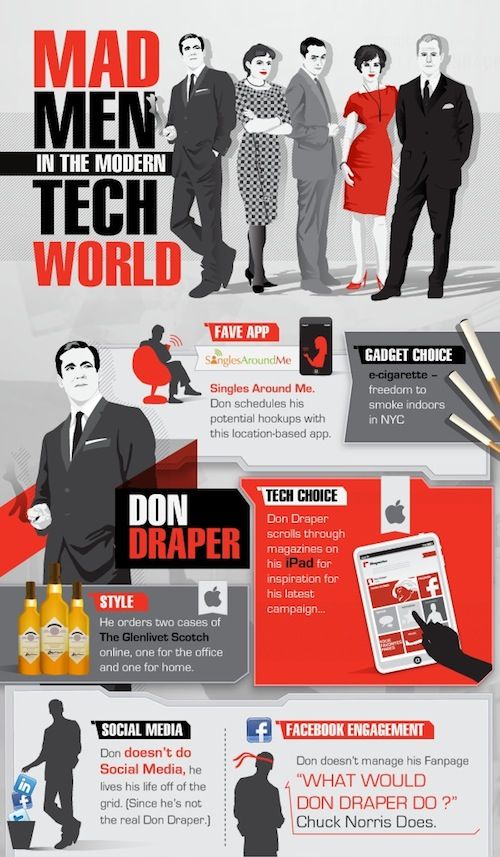 MAD
MEN
IN THE MODERN
TECH
WORLD
FAVE APP
SinglesAroundMe
Singles Around Me.
Don schedules his
potential hookups with
this location-based app.
GADGET CHOICE
e-cigarette –
freedom to
smoke indoors
in NYC
DON
DRAPER
TECH CHOICE
Don Draper
scrolls through
magazines on
his iPad for
inspiration for
his latest
campaign...
STYLE
He orders two cases of
The Glenlivet Scotch
online, one for the office
and one for home.
SOCIAL MEDIA
Don doesn't do
Social Media, he
lives his life off of the
grid. (Since he's not
the real Don Draper.)
in
f
f
FACEBOOK ENGAGEMENT
Don doesn't manage his Fanpage
"WHAT WOULD
DON DRAPER DO ?"
Chuck Norris Does.